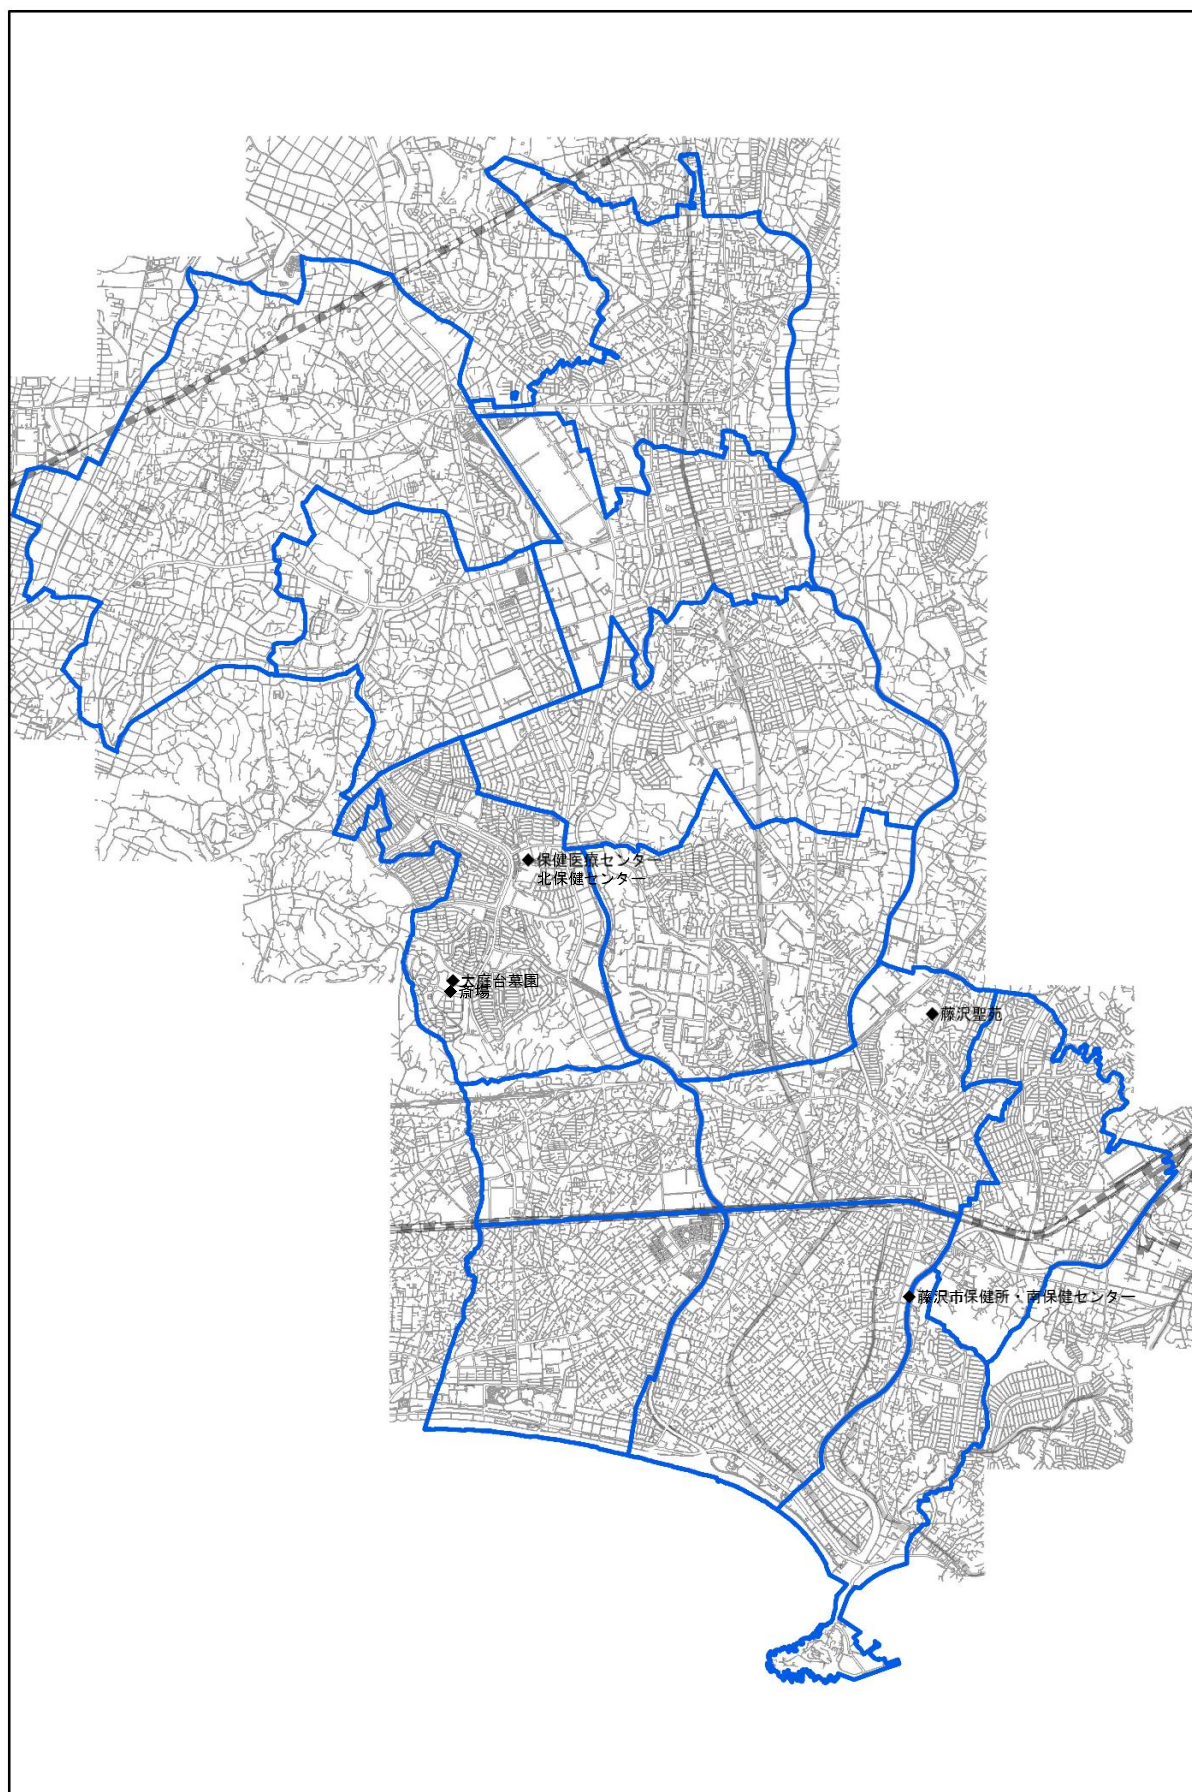 保健医療センター
北保健センター
大庭台墓園
斎場
藤沢聖苑
藤沢市保健所・南保健センター